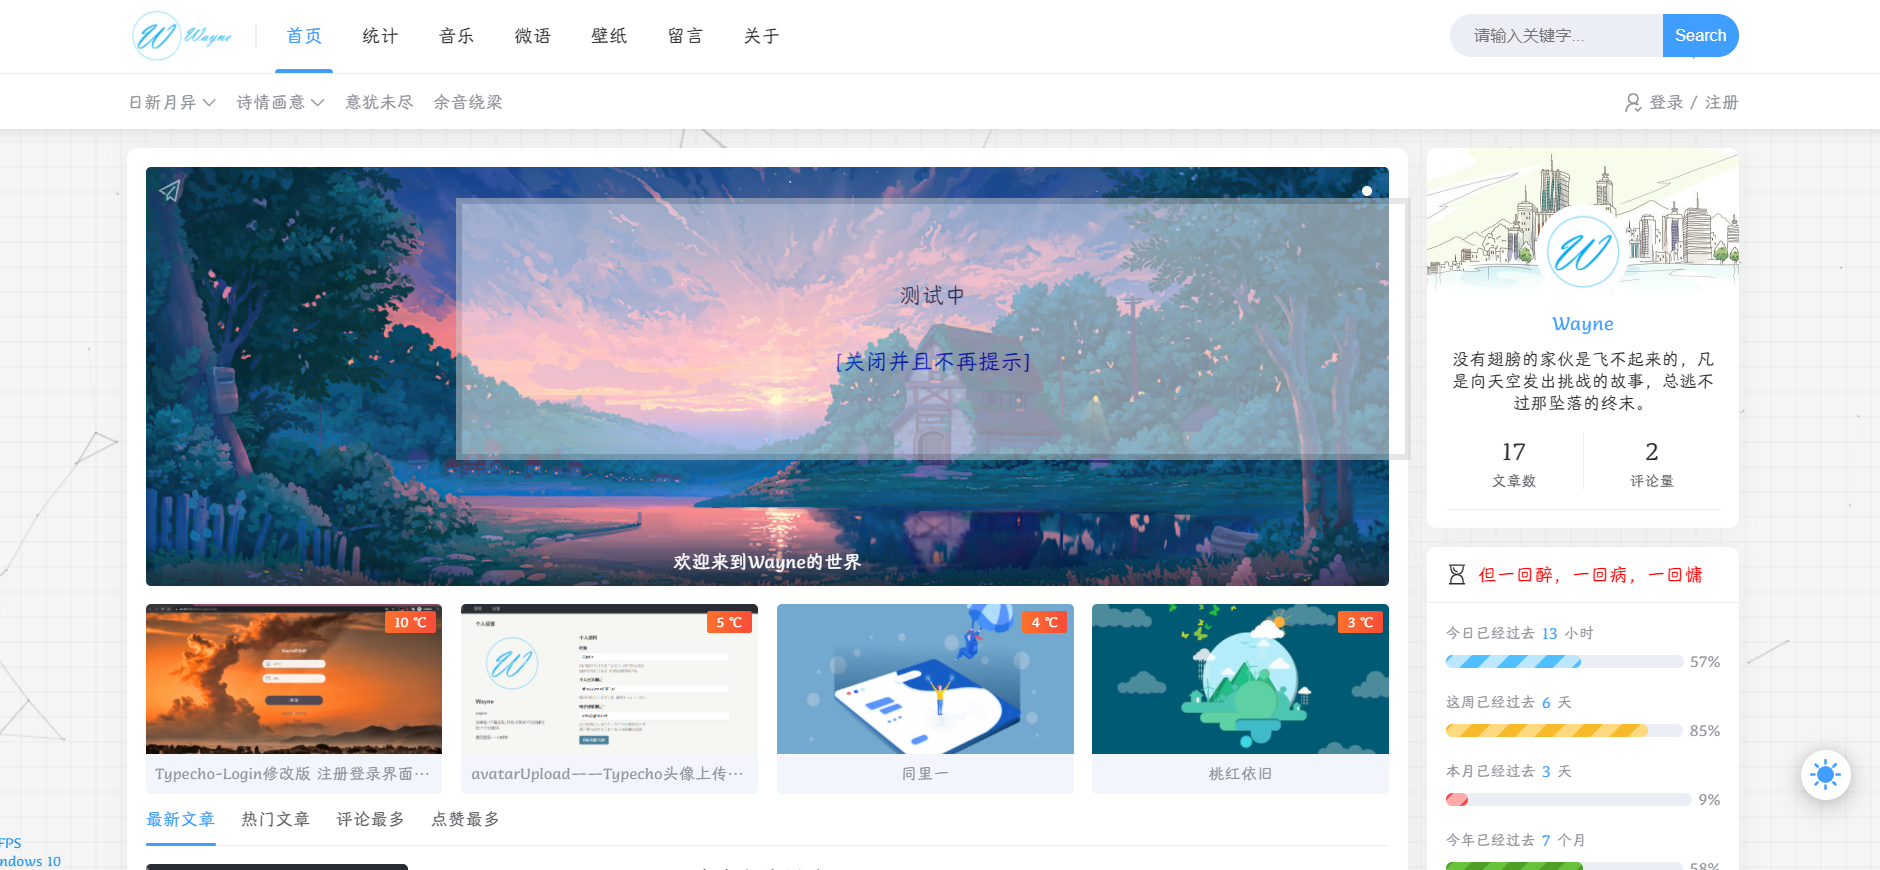 Wayne
首页 统计 音乐 微语 壁纸 留言 关于
请输入关键字... Search
日新月异 诗情画意 意犹未尽 余音绕梁
登录 / 注册
测试中
[关闭并且不再提示]
欢迎来到Wayne的世界
10 ℃
Typecho-Login修改版 注册登录界面···
5 ℃
个人设置
Wayne
avatarUpload——Typecho头像上传···
4 ℃
同里一
3 ℃
桃红依旧
最新文章 热门文章 评论最多 点赞最多
Wayne
没有翅膀的家伙是飞不起来的，凡
是向天空发出挑战的故事，总逃不
过那坠落的终末。
17 2
文章数 评论量
但一回醉，一回病，一回慵
今日已经过去 13 小时
57%
这周已经过去 6 天
85%
本月已经过去 3 天
9%
今年已经过去 7 个月
58%
FPS
ndows 10